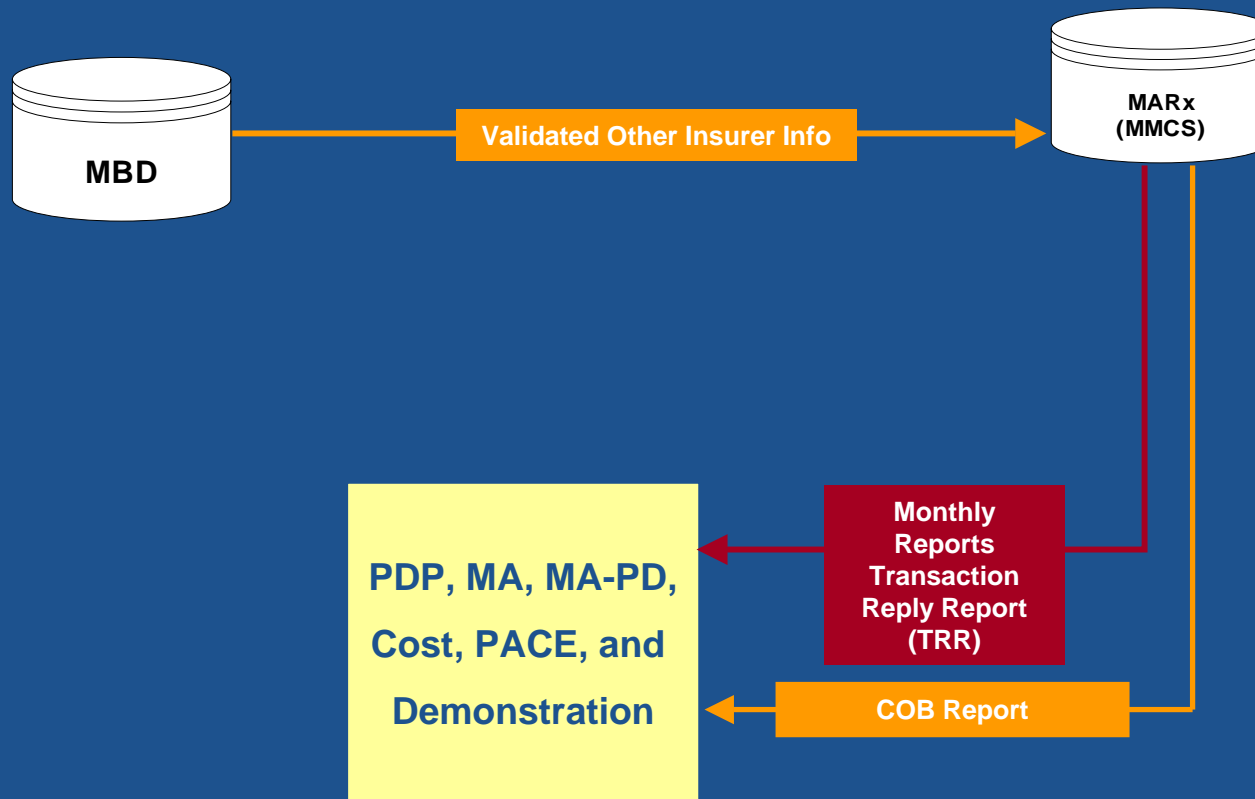 MBD
Validated Other Insurer Info
MARx
(MMCS)
PDP, MA, MA-PD,
Cost, PACE, and
Demonstration
Monthly
Reports
Transaction
Reply Report
(TRR)
COB Report